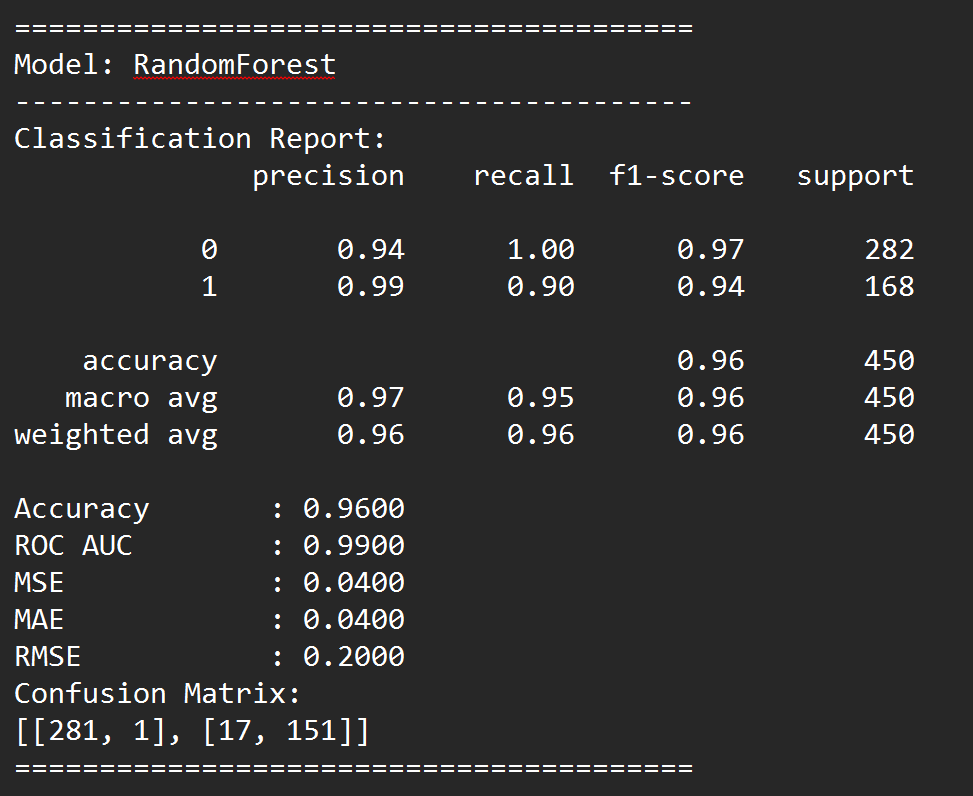 ========================================
Model: RandomForest
----------------------------------------
Classification Report:
              precision    recall  f1-score   support

           0       0.94      1.00      0.97       282
           1       0.99      0.90      0.94       168

    accuracy                           0.96       450
   macro avg       0.97      0.95      0.96       450
weighted avg       0.96      0.96      0.96       450

Accuracy       : 0.9600
ROC AUC        : 0.9900
MSE            : 0.0400
MAE            : 0.0400
RMSE           : 0.2000
Confusion Matrix:
[[281, 1], [17, 151]]
========================================